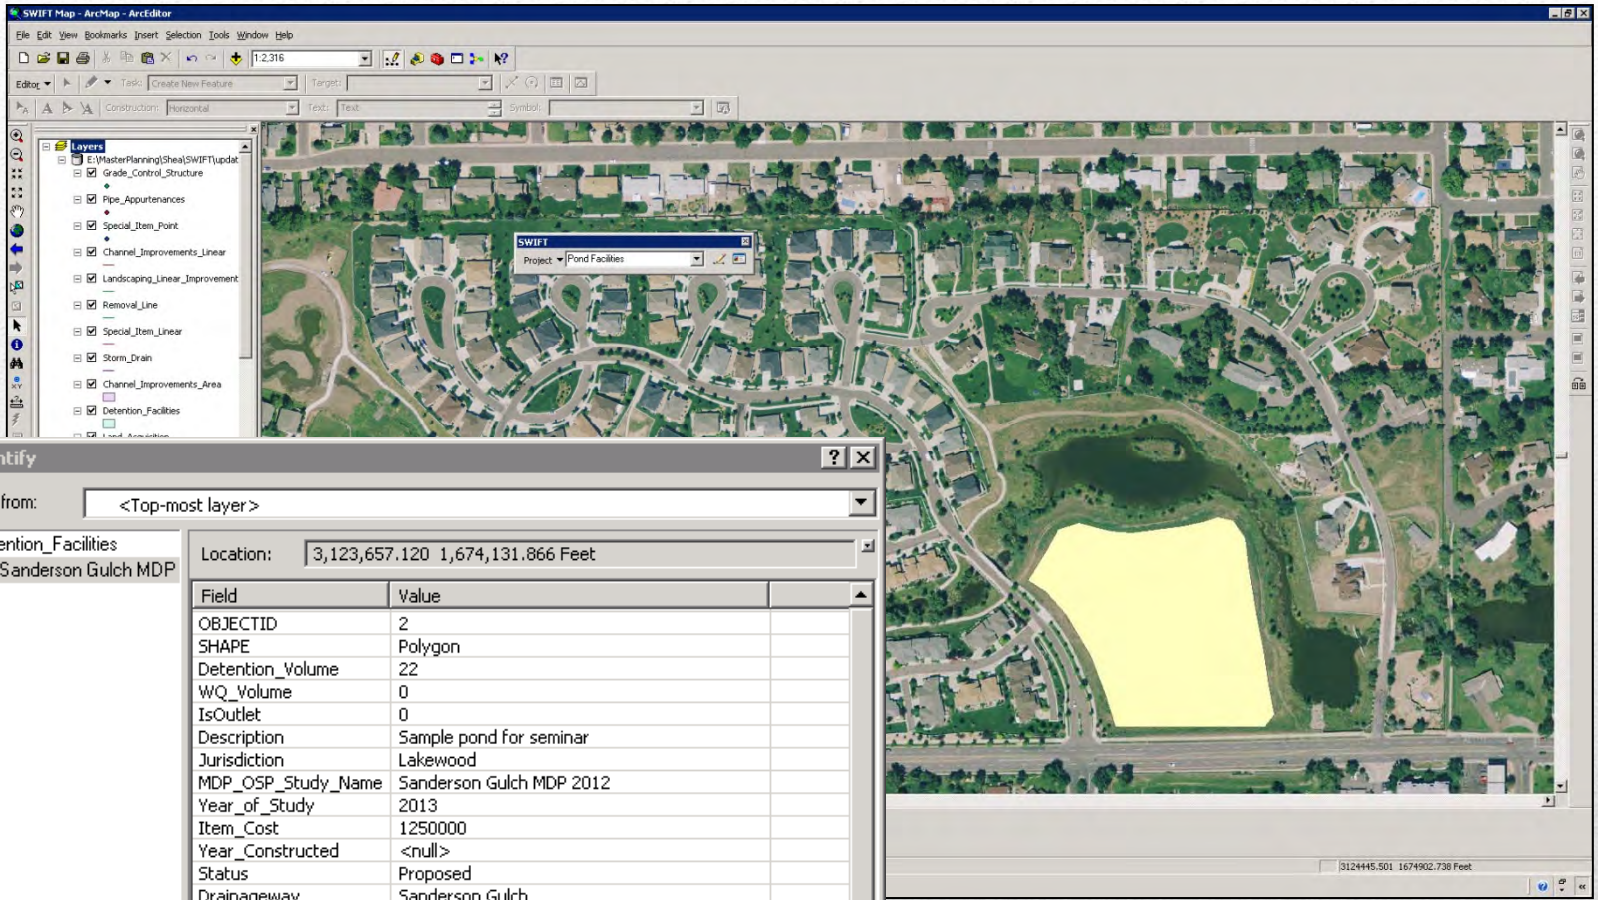 SWIFT Map - ArcMap - ArcEditor
File Edit View Bookmarks Insert Selection Tools Window Help
1:2,316
Editor Task: Create New Feature Target:
Construction: Horizontal Text: Text Symbol:
Layers
E:\MasterPlanning\Shea\SWIFT\updat
Grade_Control_Structure
Pipe_Appurtenances
Special_Item_Point
Channel_Improvements_Linear
Landscaping_Linear_Improvement
Removal_Line
Special_Item_Linear
Storm_Drain
Channel_Improvements_Area
Detention_Facilities
Land_Acquisition
SWIFT
Project Pond Facilities
ntify
from: <Top-most layer>
ention_Facilities
Sanderson Gulch MDP
Location: 3,123,657.120 1,674,131.866 Feet
Field Value
OBJECTID 2
SHAPE Polygon
Detention_Volume 22
WQ_Volume 0
IsOutlet 0
Description Sample pond for seminar
Jurisdiction Lakewood
MDP_OSP_Study_Name Sanderson Gulch MDP 2012
Year_of_Study 2013
Item_Cost 1250000
Year_Constructed <null>
Status Proposed
Drainageway Sanderson Gulch
3124445.501 1674902.738 Feet